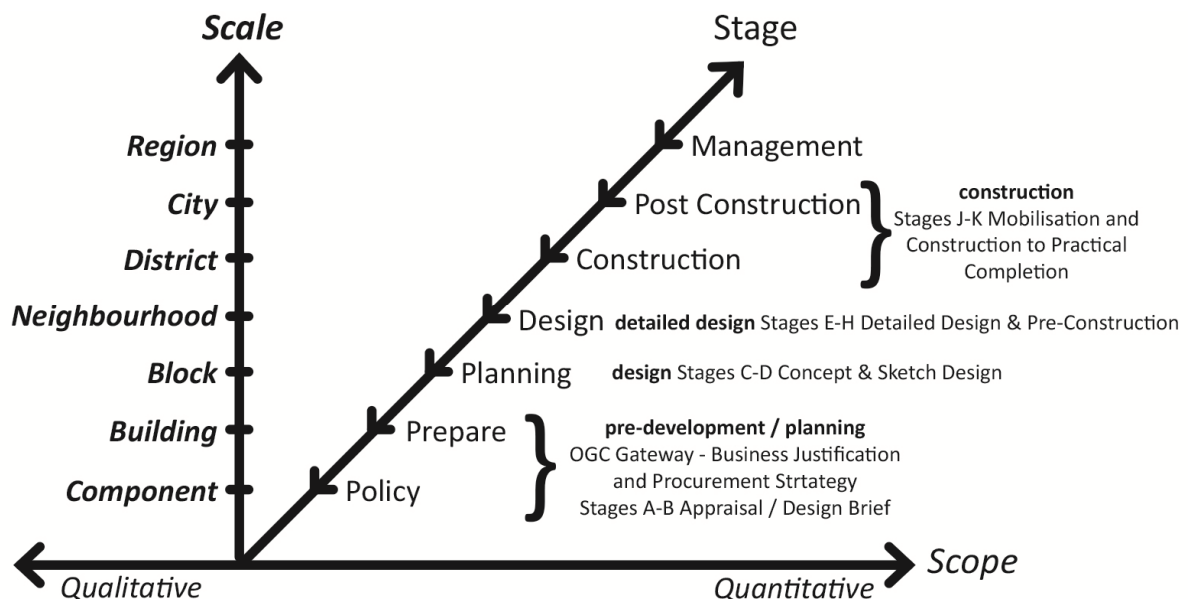 Scale
Stage
Region
Management
City
Post Construction
construction
Stages J-K Mobilisation and
Construction to Practical
Completion
District
Construction
Neighbourhood
Design detailed design Stages E-H Detailed Design & Pre-Construction
Block
Planning design Stages C-D Concept & Sketch Design
Building
Prepare
pre-development / planning
OGC Gateway - Business Justification
and Procurement Strtategy
Stages A-B Appraisal / Design Brief
Component
Policy
Scope
Qualitative
Quantitative